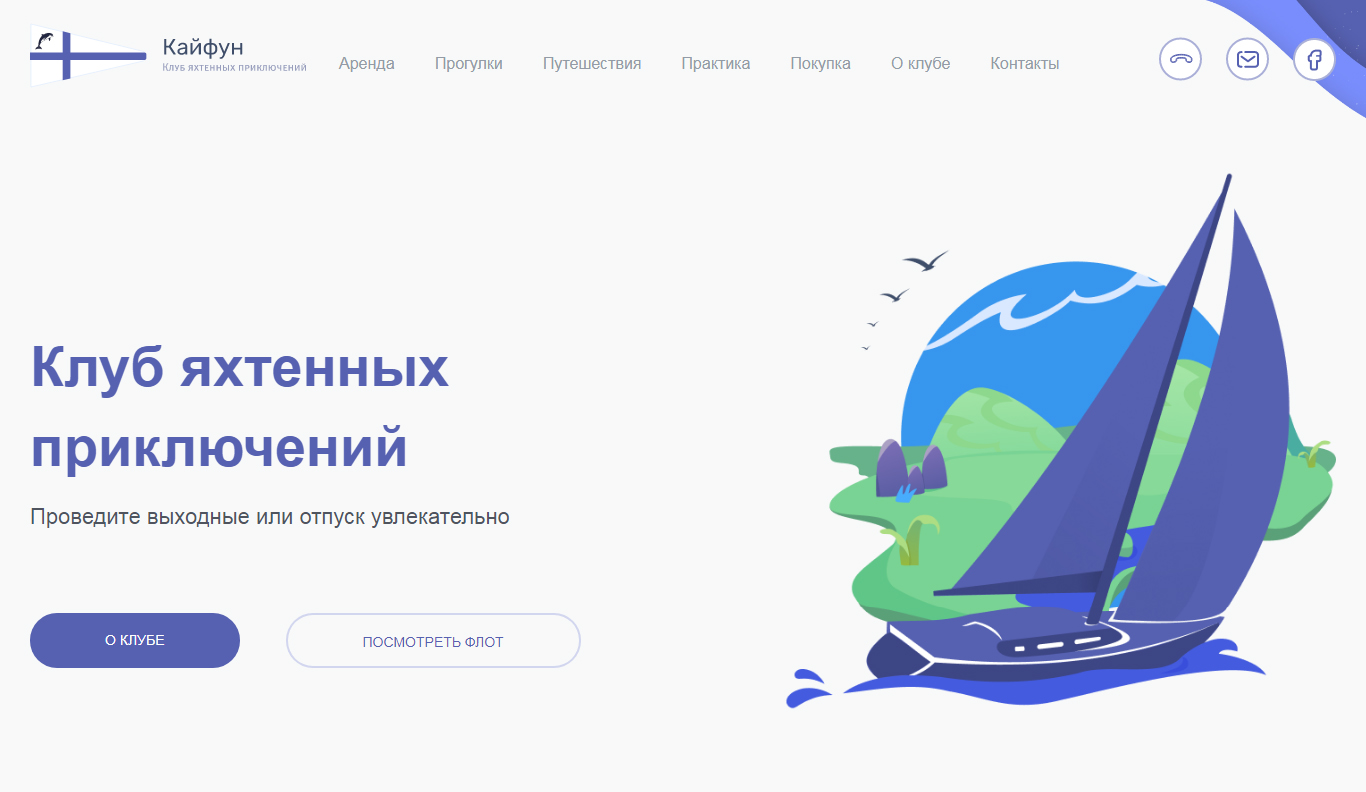 Кайфун
Клуб яхтенных приключений
Аренда Прогулки Путешествия Практика Покупка О клубе Контакты
Клуб яхтенных
приключений
Проведите выходные или отпуск увлекательно
О КЛУБЕ ПОСМОТРЕТЬ ФЛОТ